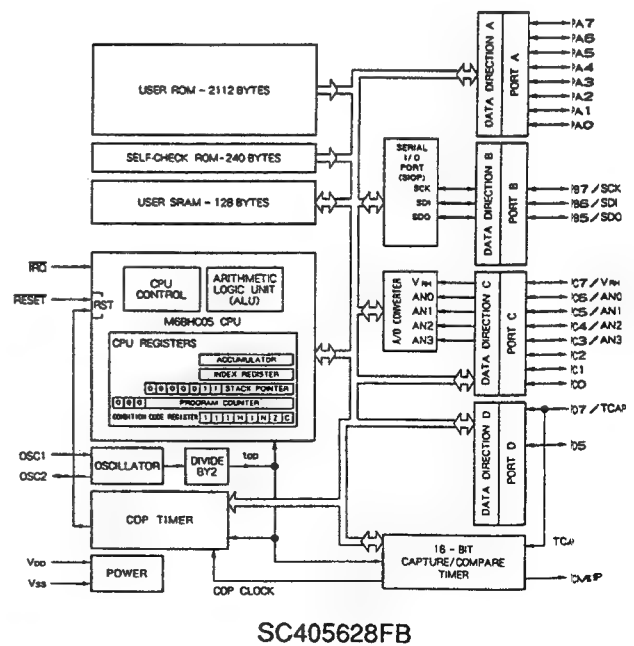 USER ROM – 2112 BYTES
SELF-CHECK ROM-240 BYTES
USER SRAM – 128 BYTES
IRQ
RESET
RST
CPU CONTROL
ARITHMETIC LOGIC UNIT (ALU)
M68HC05 CPU
CPU REGISTERS
ACCUMULATOR
INDEX REGISTER
0 0 0 0 0 1 1 STACK POINTER
0 0 0 PROGRAM COUNTER
CONDITION CODE REGISTER 1 1 1 H I N Z C
OSC1
OSC2
OSCILLATOR
DIVIDE BY2
COP TIMER
VDD
VSS
POWER
COP CLOCK
SERIAL
I/O
PORT
(SIOP)
SCK
SDI
SDO
A/D CONVERTER
VRH
AN0
AN1
AN2
AN3
DATA DIRECTION A
PORT A
PA7
PA6
PA5
PA4
PA3
PA2
PA1
PA0
DATA DIRECTION B
PORT B
PB7/SCK
PB6/SDI
PB5/SDO
DATA DIRECTION C
PORT C
PC7/VRH
PC6/AN0
PC5/AN1
PC4/AN2
PC3/AN3
PC2
PC1
PC0
DATA DIRECTION D
PORT D
PD7/TCAP
PD5
16 - BIT
CAPTURE/COMPARE
TIMER
SC405628FB